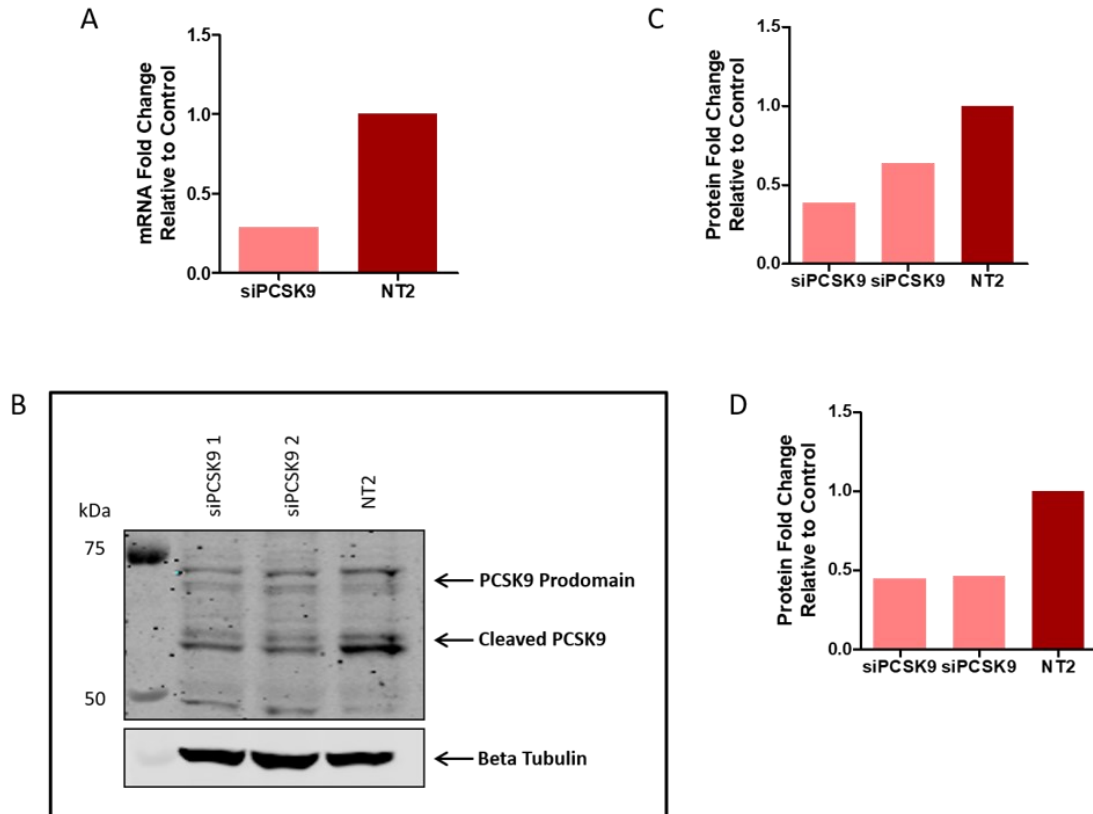 A
mRNA Fold Change
Relative to Control
1.5
1.0
0.5
0.0
siPCSK9
NT2
C
Protein Fold Change
Relative to Control
1.5
1.0
0.5
0.0
siPCSK9
siPCSK9
NT2
B
siPCSK9 1
siPCSK9 2
NT2
kDa
75
50
PCSK9 Prodomain
Cleaved PCSK9
Beta Tubulin
D
Protein Fold Change
Relative to Control
1.5
1.0
0.5
0.0
siPCSK9
siPCSK9
NT2